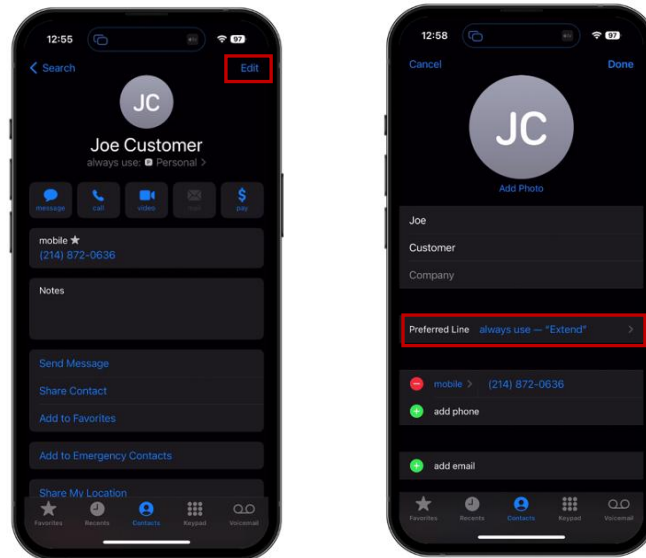 12:55
97
Search
Edit
JC
Joe Customer
always use: P Personal >
message
call
video
mail
pay
mobile ★
(214) 872-0636
Notes
Send Message
Share Contact
Add to Favorites
Add to Emergency Contacts
Share My Location
Favorites
Recents
Contacts
Keypad
Voicemail
12:58
97
Cancel
Done
JC
Add Photo
Joe
Customer
Company
Preferred Line always use — "Extend"
mobile > (214) 872-0636
add phone
add email
Favorites
Recents
Contacts
Keypad
Voicemail